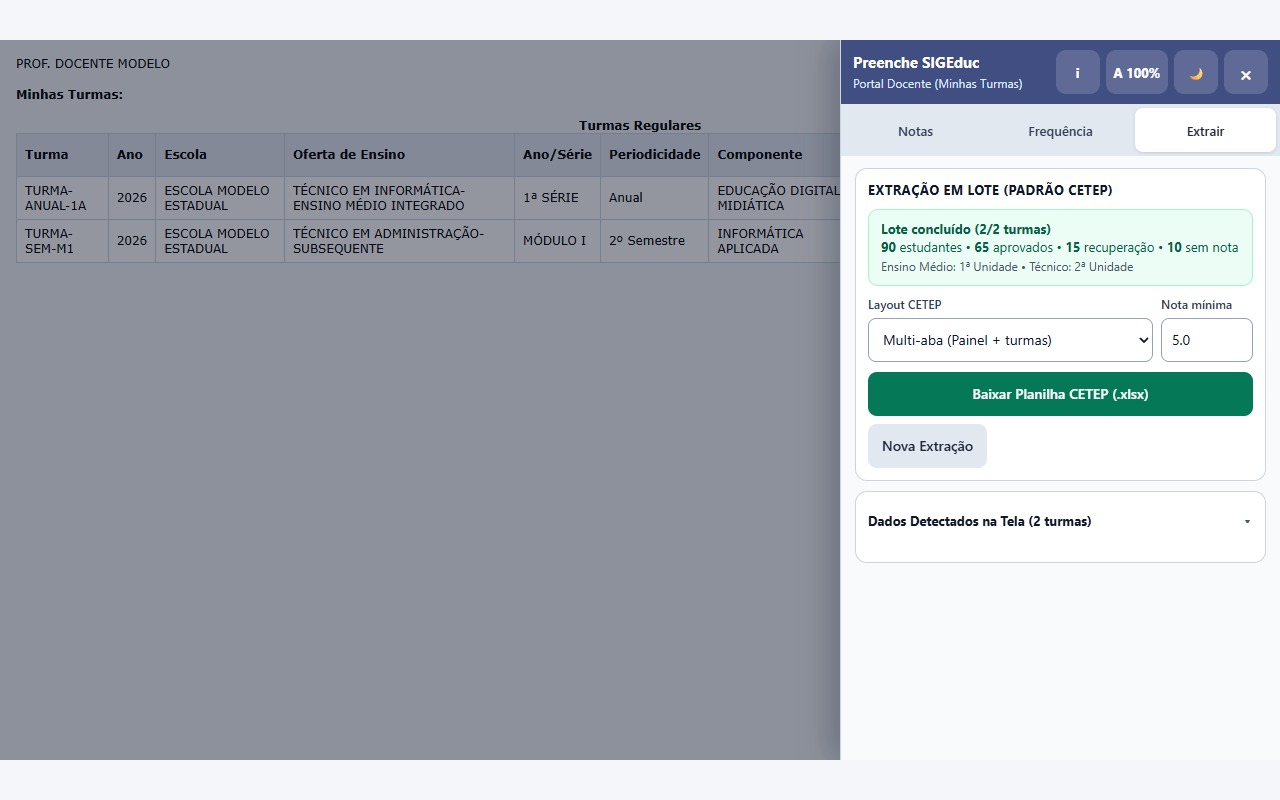 PROF. DOCENTE MODELO
Minhas Turmas:
Turmas Regulares
Turma Ano Escola Oferta de Ensino Ano/Série Periodicidade Componente
TURMA-ANUAL-1A 2026 ESCOLA MODELO ESTADUAL TÉCNICO EM INFORMÁTICA-ENSINO MÉDIO INTEGRADO 1ª SÉRIE Anual EDUCAÇÃO DIGITAL MIDIÁTICA
TURMA-SEM-M1 2026 ESCOLA MODELO ESTADUAL TÉCNICO EM ADMINISTRAÇÃO-SUBSEQUENTE MÓDULO I 2º Semestre INFORMÁTICA APLICADA
Preenche SIGEduc
Portal Docente (Minhas Turmas)
i A 100% ×
Notas Frequência Extrair
EXTRAÇÃO EM LOTE (PADRÃO CETEP)
Lote concluído (2/2 turmas)
90 estudantes • 65 aprovados • 15 recuperação • 10 sem nota
Ensino Médio: 1ª Unidade • Técnico: 2ª Unidade
Layout CETEP Nota mínima
Multi-aba (Painel + turmas) 5.0
Baixar Planilha CETEP (.xlsx)
Nova Extração
Dados Detectados na Tela (2 turmas)